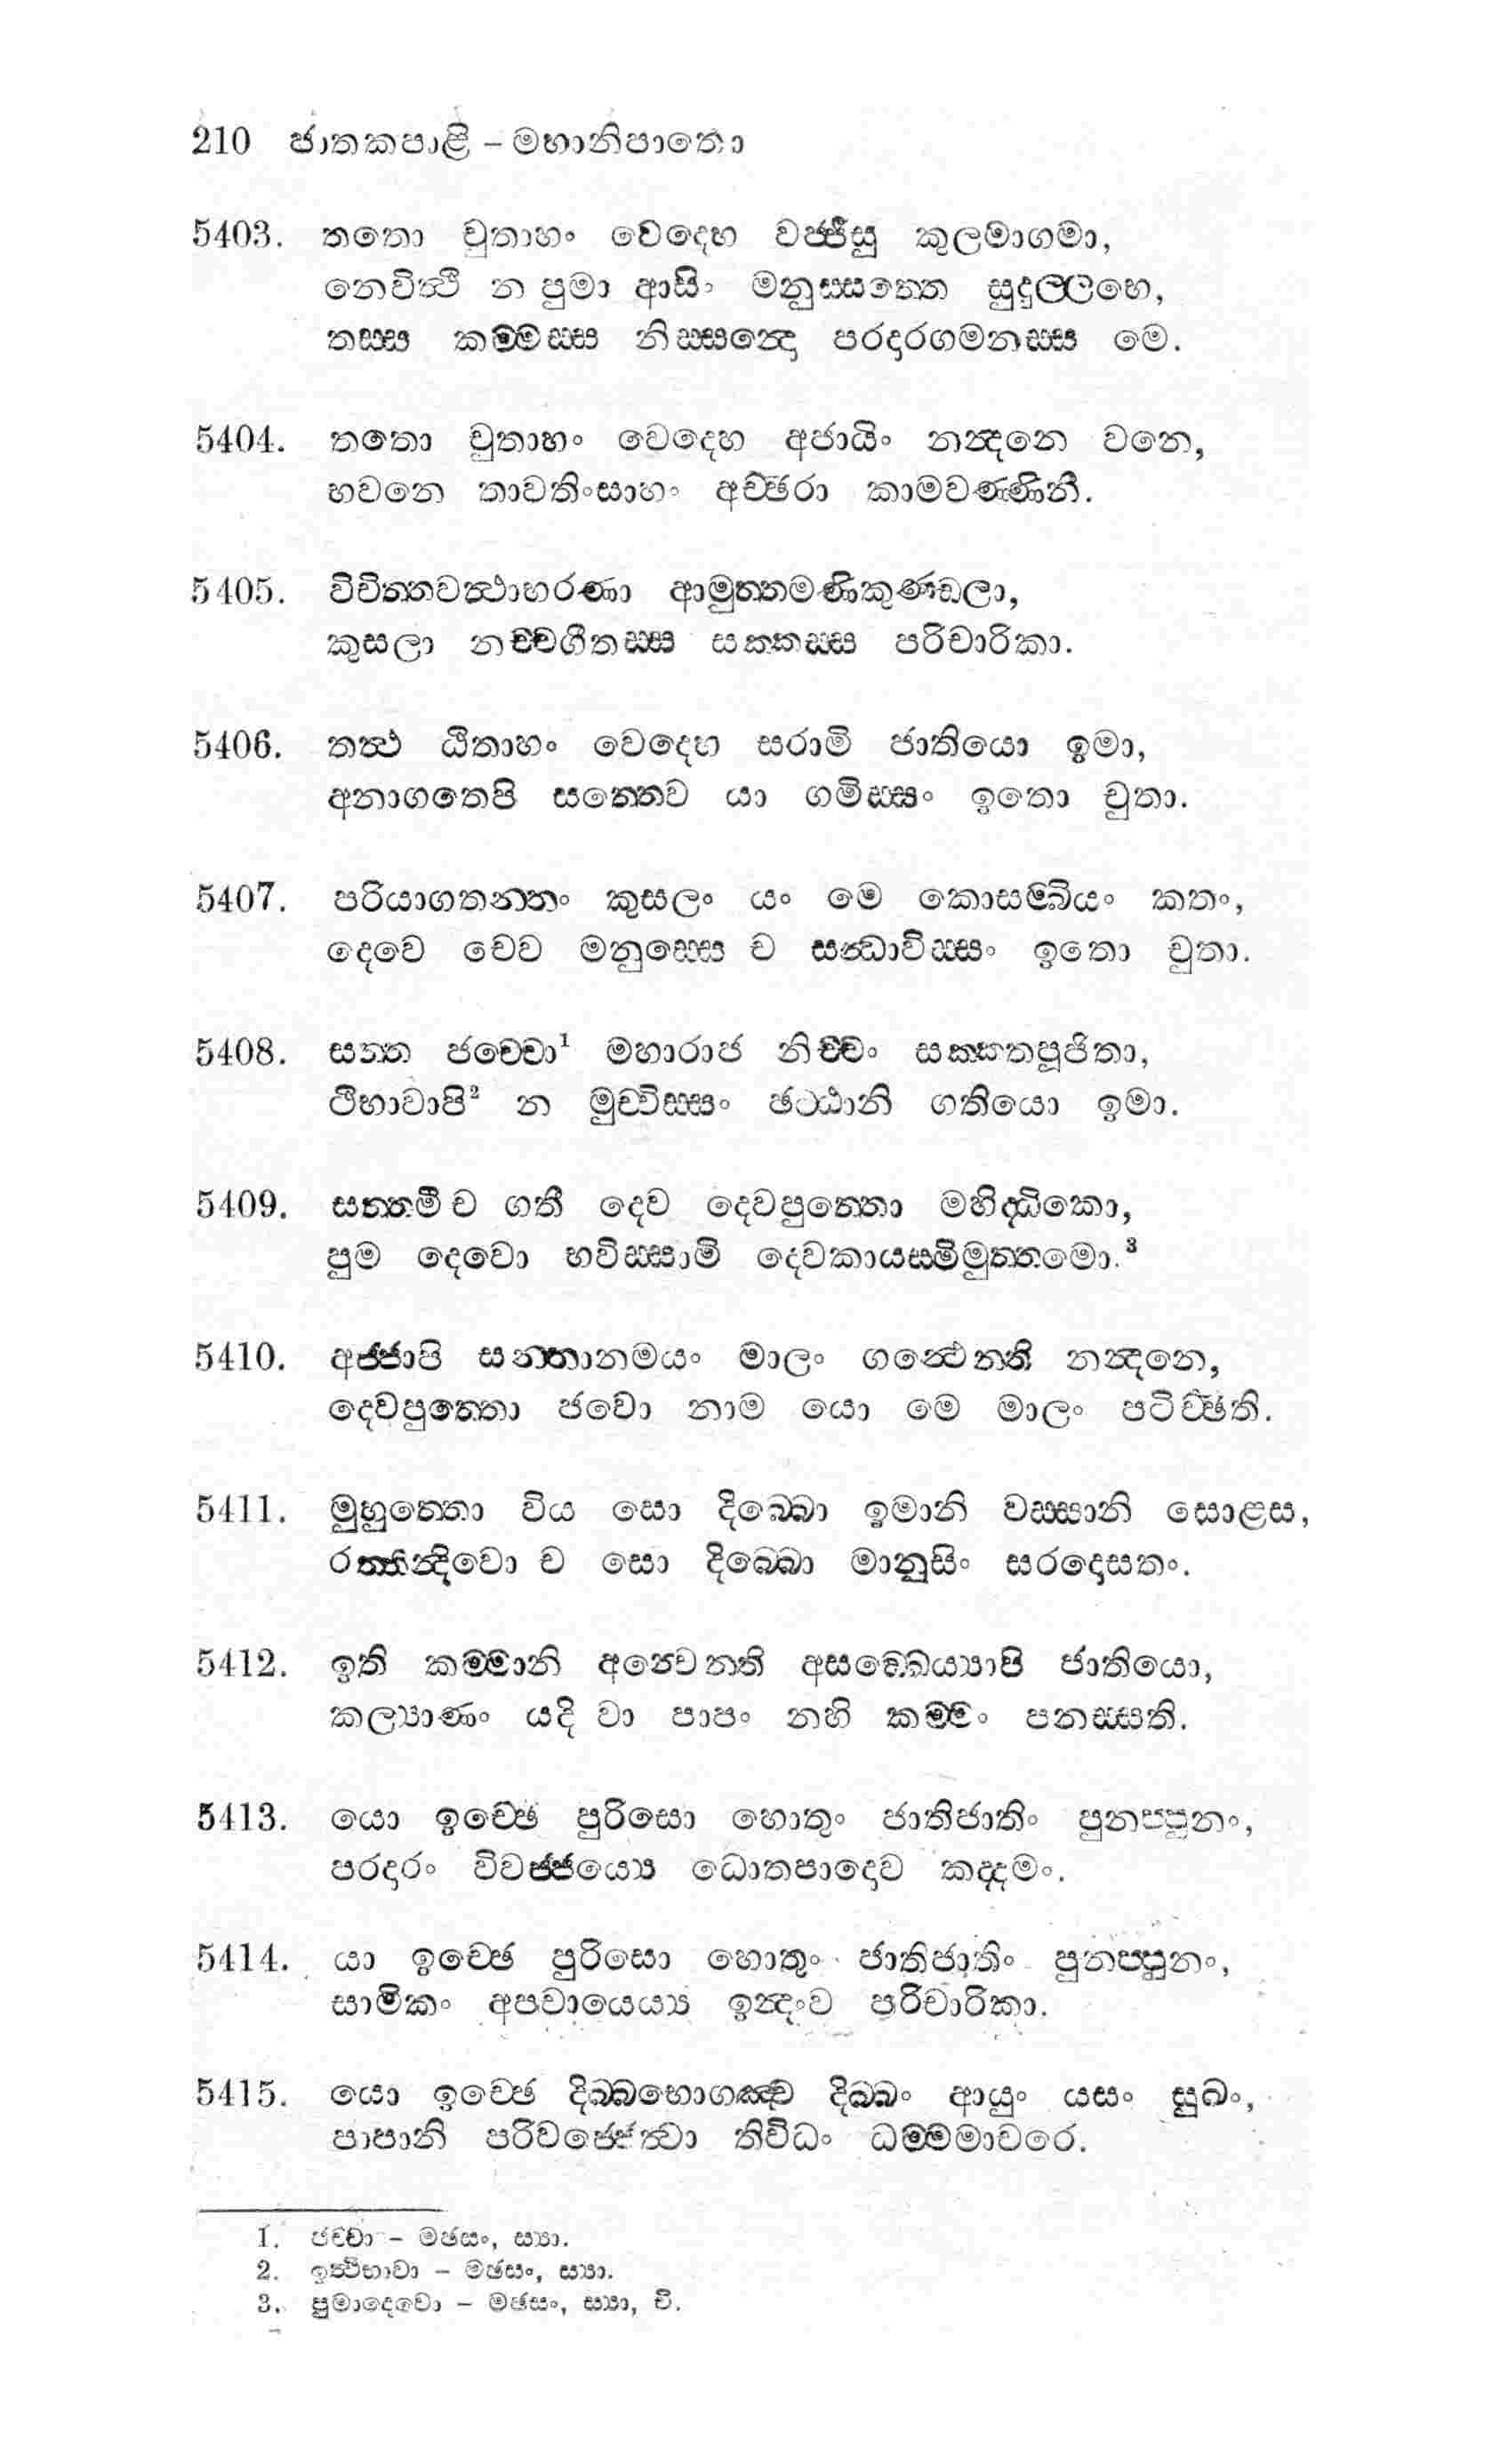 210 ජාතකපාළි – මහානිපාතො
5403. තතො චුතාහං වෙදෙහ වජ්ජීසු කුලමාගමා,
නෙවිත්ථි න පුමා ආසිං මනුස්සත්තෙ සුදුල්ලභෙ,
තස්ස කම්මස්ස නිස්සන්දො පරදාරගමනස්ස මෙ.
5404. තතො චුතාහං වෙදෙහ අජායිං නන්දනෙ වනෙ,
භවනෙ තාවතිංසාහං අච්ඡරා කාමවණ්ණිනී.
5405. විචිත්තවත්ථාභරණා ආමුත්තමණිකුණ්ඩලා,
කුසලා නච්චගීතස්ස සක්කස්ස පරිචාරිකා.
5406. තත්ථ ඨිතාහං වෙදෙහ සරාමි ජාතියො ඉමා,
අනාගතෙපි සත්තෙව යා ගමිස්සං ඉතො චුතා.
5407. පරියාගතන්තං කුසලං යං මෙ කොසම්බියං කතං,
දෙවෙ චෙව මනුස්සෙ ච සන්ධාවිස්සං ඉතො චුතා.
5408. සත්ත ජච්චො¹ මහාරාජ නිච්චං සක්කතපූජිතා,
ථිභාවාපි² න මුච්චිස්සං ඡට්ඨානි ගතියො ඉමා.
5409. සත්තමී ච ගතී දෙව දෙවපුත්තො මහිද්ධිකො,
පුම දෙවො භවිස්සාමි දෙවකායස්මිමුත්තමො.³
5410. අජ්ජාපි සන්තානමයං මාලං ගන්ථෙන්ති නන්දනෙ,
දෙවපුත්තො ජවො නාම යො මෙ මාලං පටිච්ඡති.
5411. මුහුත්තො විය සො දිබ්බො ඉමානි වස්සානි සොළස,
රත්තින්දිවො ච සො දිබ්බො මානුසිං සරදොසතං.
5412. ඉති කම්මානි අන්වෙන්ති අසඞ්ඛෙය්‍යාපි ජාතියො,
කල්‍යාණං යදි වා පාපං නහි කම්මං පනස්සති.
5413. යො ඉච්ඡෙ පුරිසො හොතුං ජාතිජාතිං පුනප්පුනං,
පරදාරං විවජ්ජය්‍යෙ ධොතපාදොව කද්දමං.
5414. යා ඉච්ඡෙ පුරිසො හොතුං ජාතිජාතිං පුනප්පුනං,
සාමිකං අපචායෙය්‍ය ඉන්දංව පරිචාරිකා.
5415. යො ඉච්ඡෙ දිබ්බභොගඤ්ච දිබ්බං ආයුං යසං සුඛං,
පාපානි පරිවජ්ජෙත්වා තිවිධං ධම්මමාචරෙ.
1. ජච්චා – මඡසං, ස්‍යා.
2. ඉත්ථිභාවා – මඡසං, ස්‍යා.
3. පුමාදෙවො – මඡසං, ස්‍යා, වි.